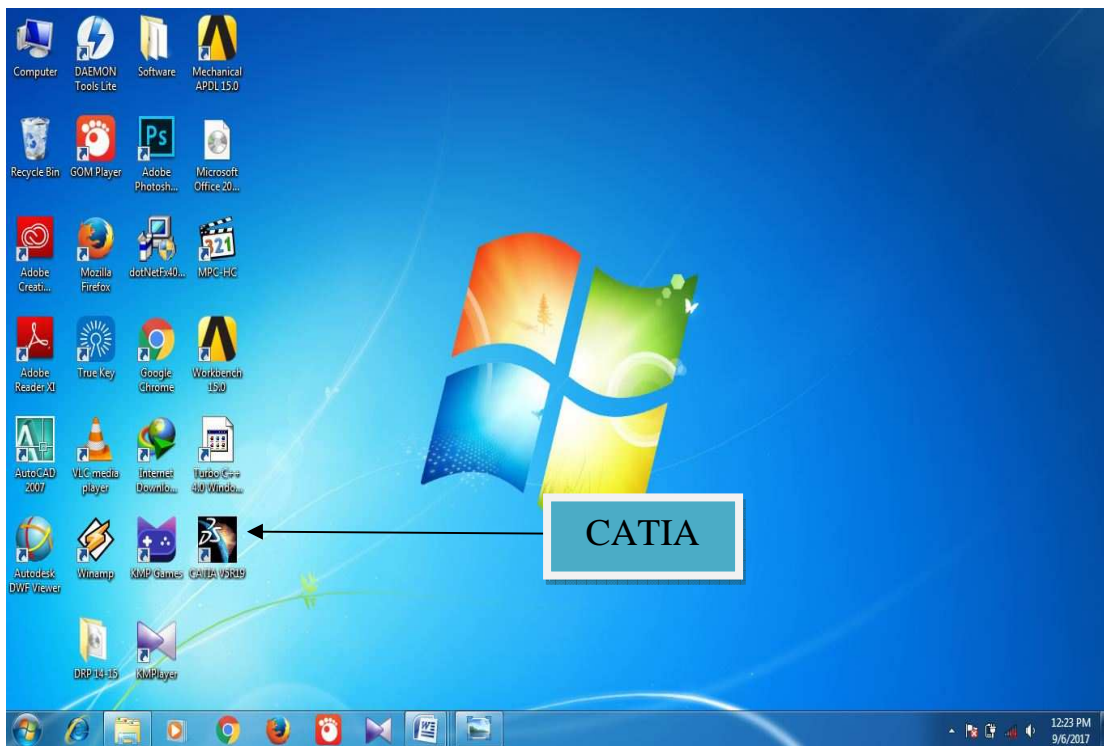 Computer
DAEMON
Tools Lite
Software
Mechanical
APDL 15.0
Recycle Bin
GOM Player
Ps
Adobe
Photosh...
Microsoft
Office 20...
Adobe
Creati...
Mozilla
Firefox
dotNetFx40...
321
MPC-HC
Adobe
Reader XI
True Key
Google
Chrome
Workbench
15.0
AutoCAD
2007
VLC media
player
Internet
Downlo...
Turbo C++
4.0 Windo...
Autodesk
DWF Viewer
Winamp
KMP Games
CATIA V5R19
CATIA
DRP 14-15
KMPlayer
12:23 PM
9/6/2017